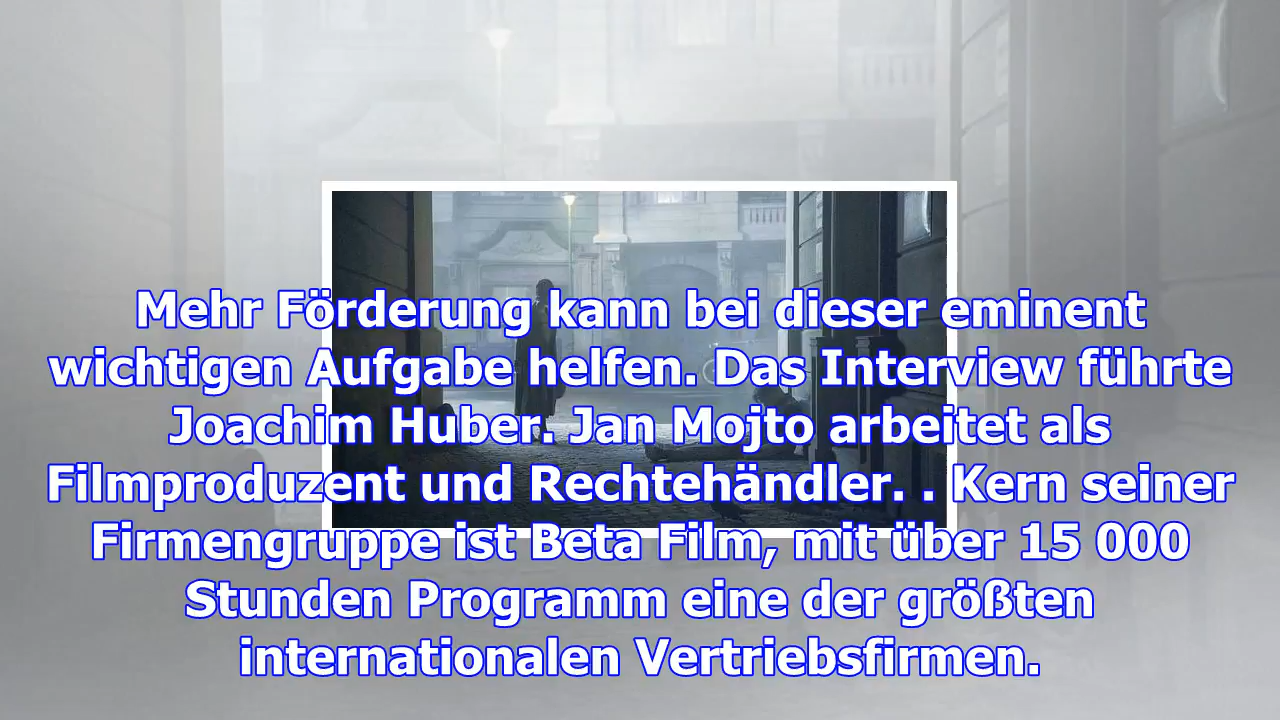 Mehr Förderung kann bei dieser eminent
wichtigen Aufgabe helfen. Das Interview führte
Joachim Huber. Jan Mojto arbeitet als
Filmproduzent und Rechtehändler. . Kern seiner
Firmengruppe ist Beta Film, mit über 15 000
Stunden Programm eine der größten
internationalen Vertriebsfirmen.